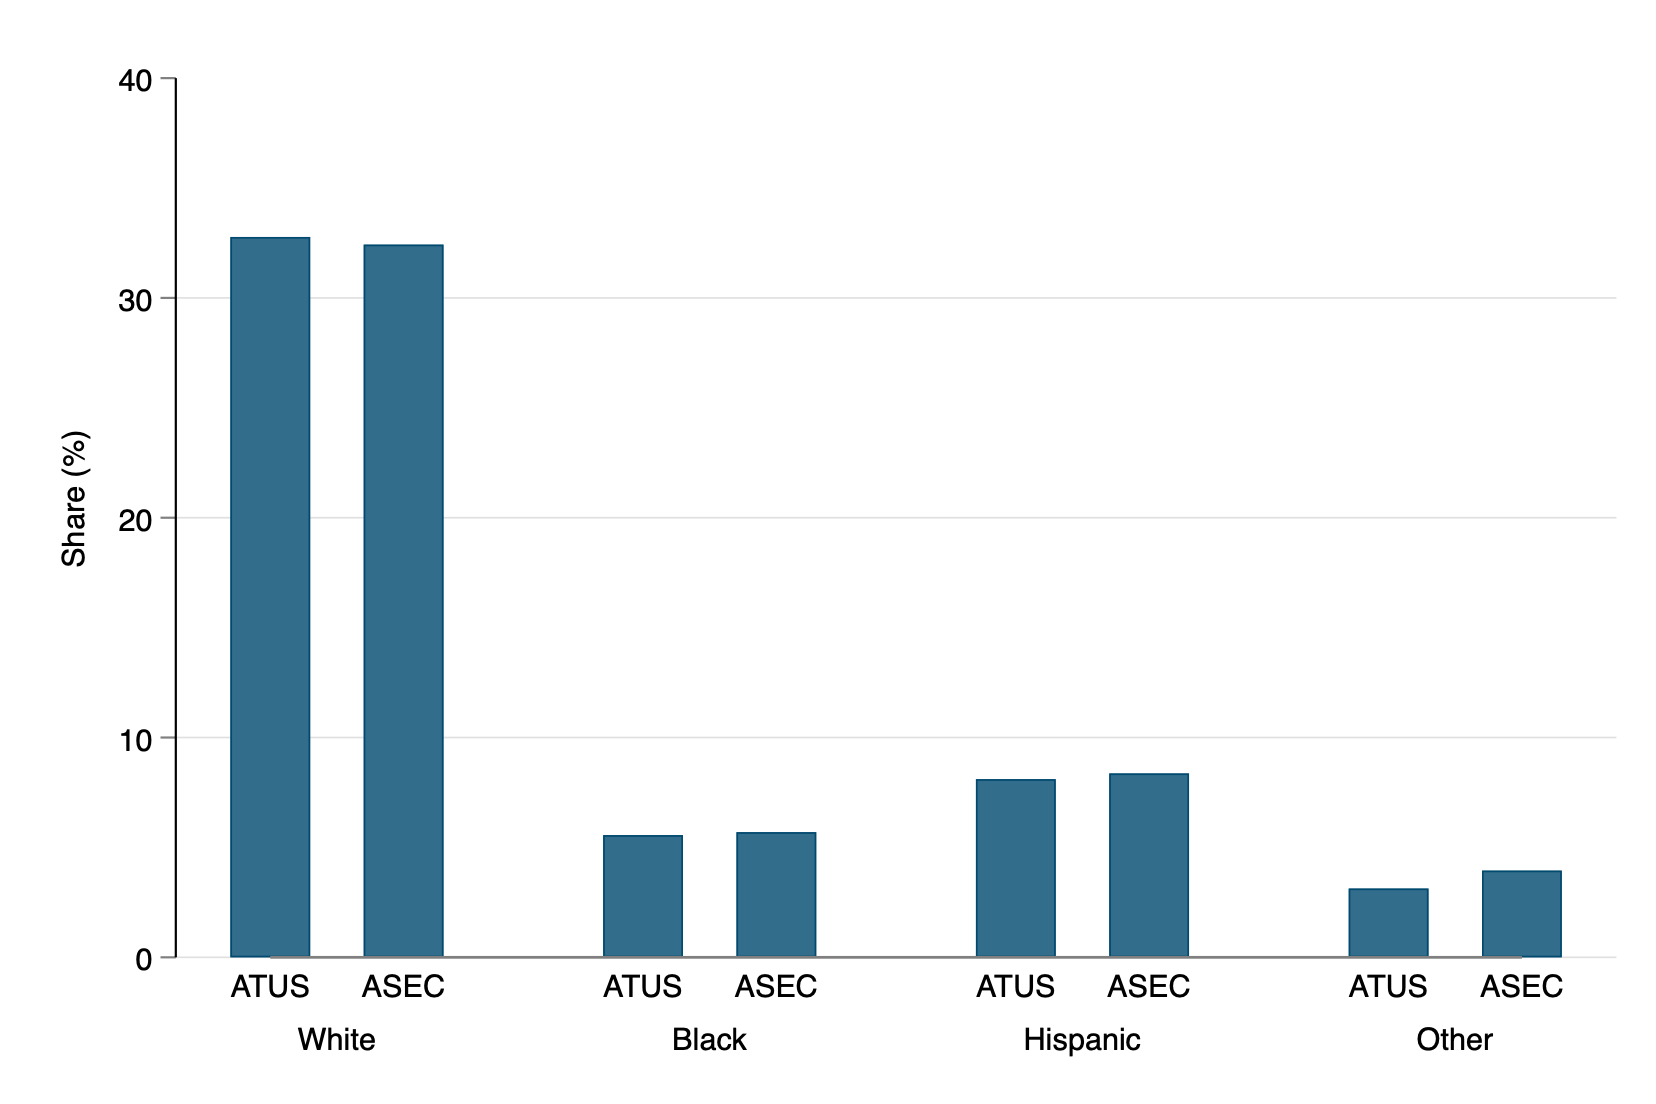 40
30
20
10
0
Share (%)
ATUS ASEC ATUS ASEC ATUS ASEC ATUS ASEC
White Black Hispanic Other